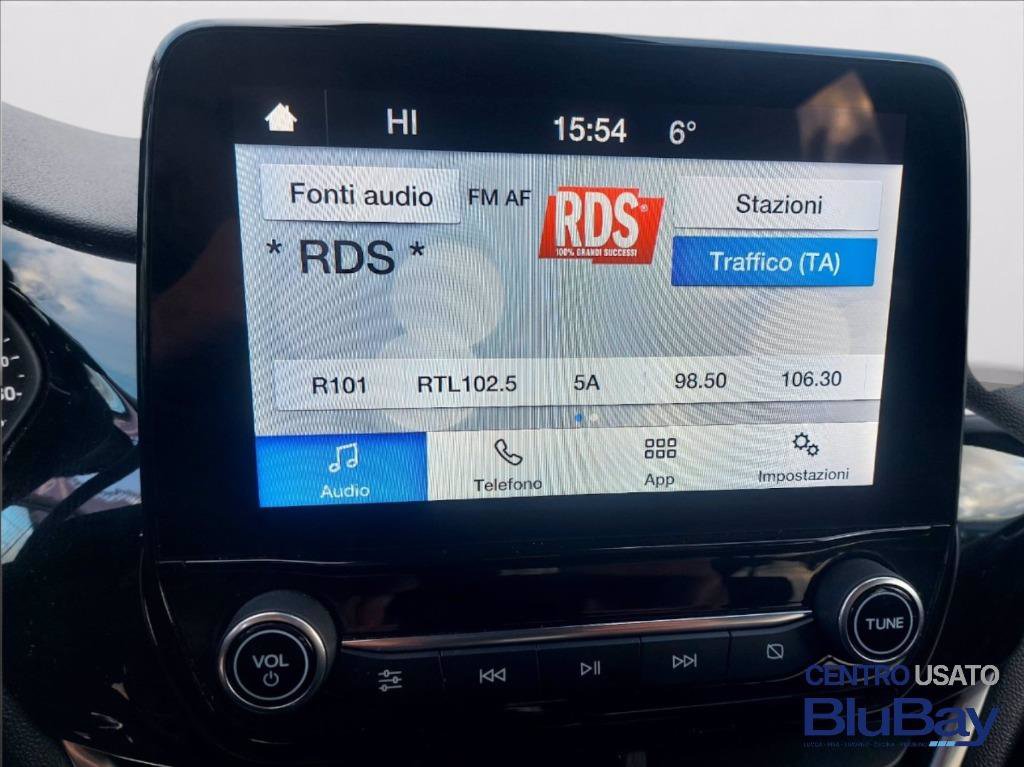 HI 15:54 6°
Fonti audio FM AF RDS® Stazioni
100% GRANDI SUCCESSI
* RDS * Traffico (TA)
R101 RTL102.5 5A 98.50 106.30
Audio Telefono App Impostazioni
VOL TUNE
CENTRO USATO
BluBay